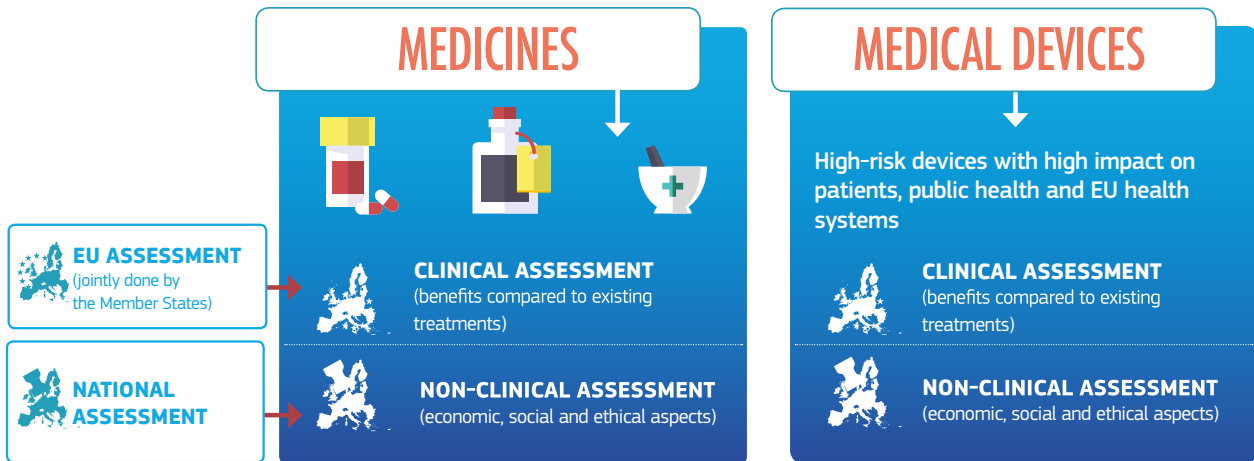 MEDICINES
MEDICAL DEVICES
High-risk devices with high impact on
patients, public health and EU health
systems
EU ASSESSMENT
(jointly done by
the Member States)
CLINICAL ASSESSMENT
(benefits compared to existing
treatments)
CLINICAL ASSESSMENT
(benefits compared to existing
treatments)
NATIONAL
ASSESSMENT
NON-CLINICAL ASSESSMENT
(economic, social and ethical aspects)
NON-CLINICAL ASSESSMENT
(economic, social and ethical aspects)